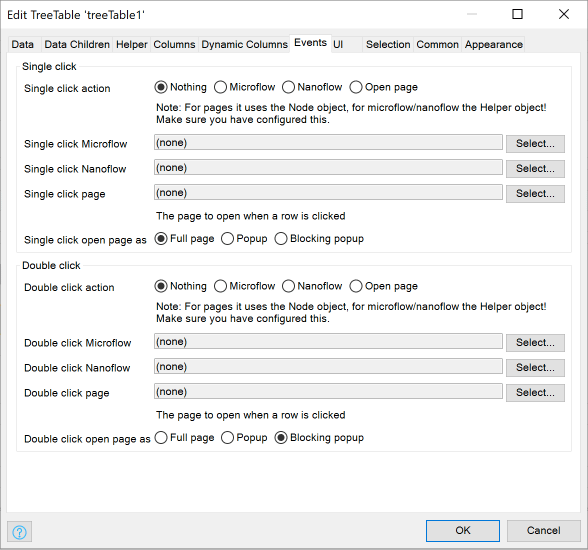 Edit TreeTable 'treeTable1'
Data Data Children Helper Columns Dynamic Columns Events UI Selection Common Appearance
Single click
Single click action Nothing Microflow Nanoflow Open page
Note: For pages it uses the Node object, for microflow/nanoflow the Helper object!
Make sure you have configured this.
Single click Microflow (none) Select...
Single click Nanoflow (none) Select...
Single click page (none) Select...
The page to open when a row is clicked
Single click open page as Full page Popup Blocking popup
Double click
Double click action Nothing Microflow Nanoflow Open page
Note: For pages it uses the Node object, for microflow/nanoflow the Helper object!
Make sure you have configured this.
Double click Microflow (none) Select...
Double click Nanoflow (none) Select...
Double click page (none) Select...
The page to open when a row is clicked
Double click open page as Full page Popup Blocking popup
? OK Cancel